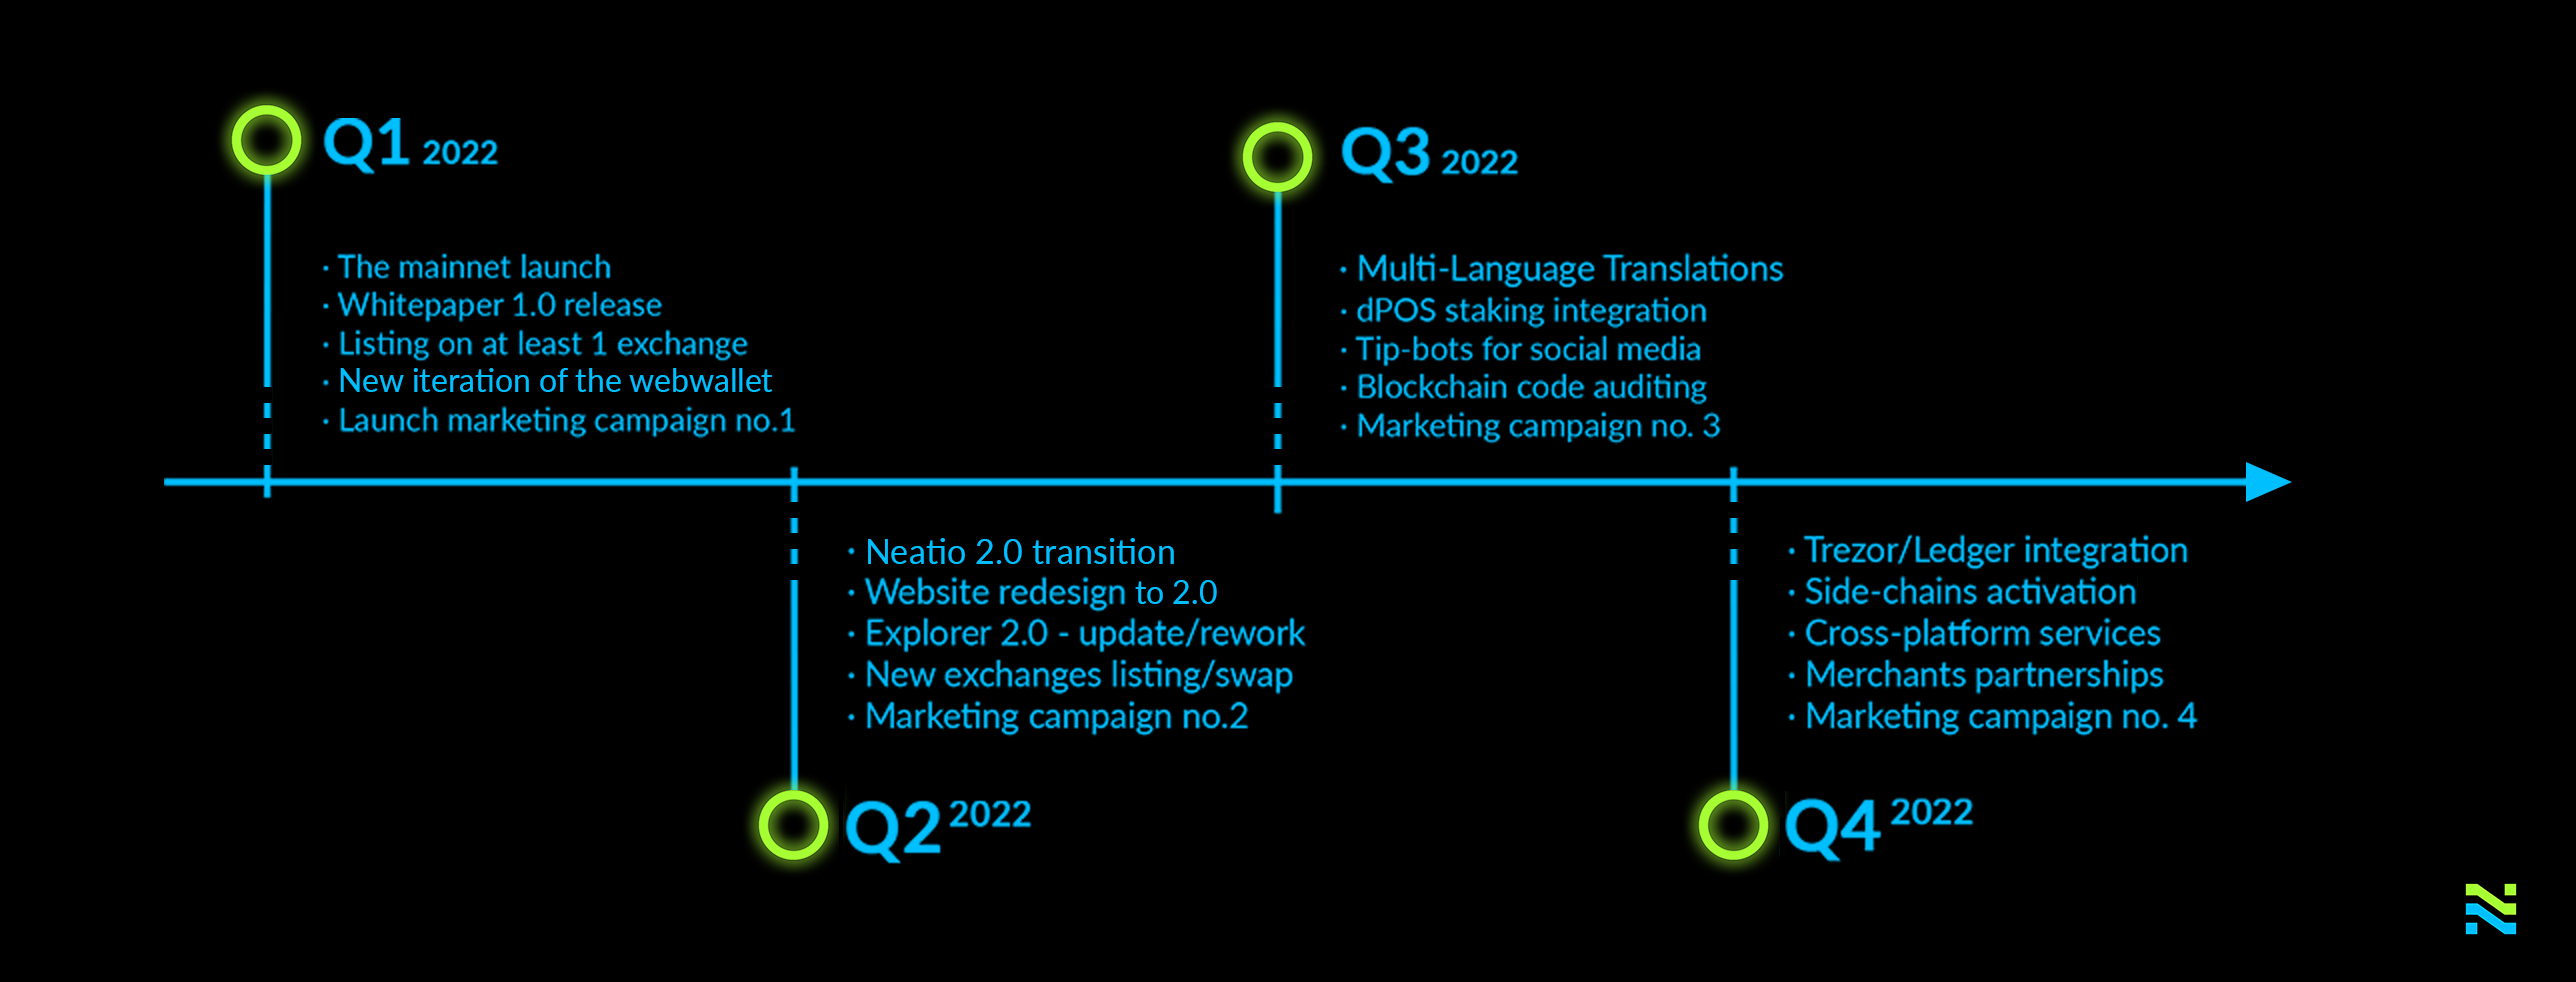 Q1 2022
· The mainnet launch
· Whitepaper 1.0 release
· Listing on at least 1 exchange
· New iteration of the webwallet
· Launch marketing campaign no.1
· Neatio 2.0 transition
· Website redesign to 2.0
· Explorer 2.0 - update/rework
· New exchanges listing/swap
· Marketing campaign no.2
Q2 2022
Q3 2022
· Multi-Language Translations
· dPOS staking integration
· Tip-bots for social media
· Blockchain code auditing
· Marketing campaign no. 3
· Trezor/Ledger integration
· Side-chains activation
· Cross-platform services
· Merchants partnerships
· Marketing campaign no. 4
Q4 2022